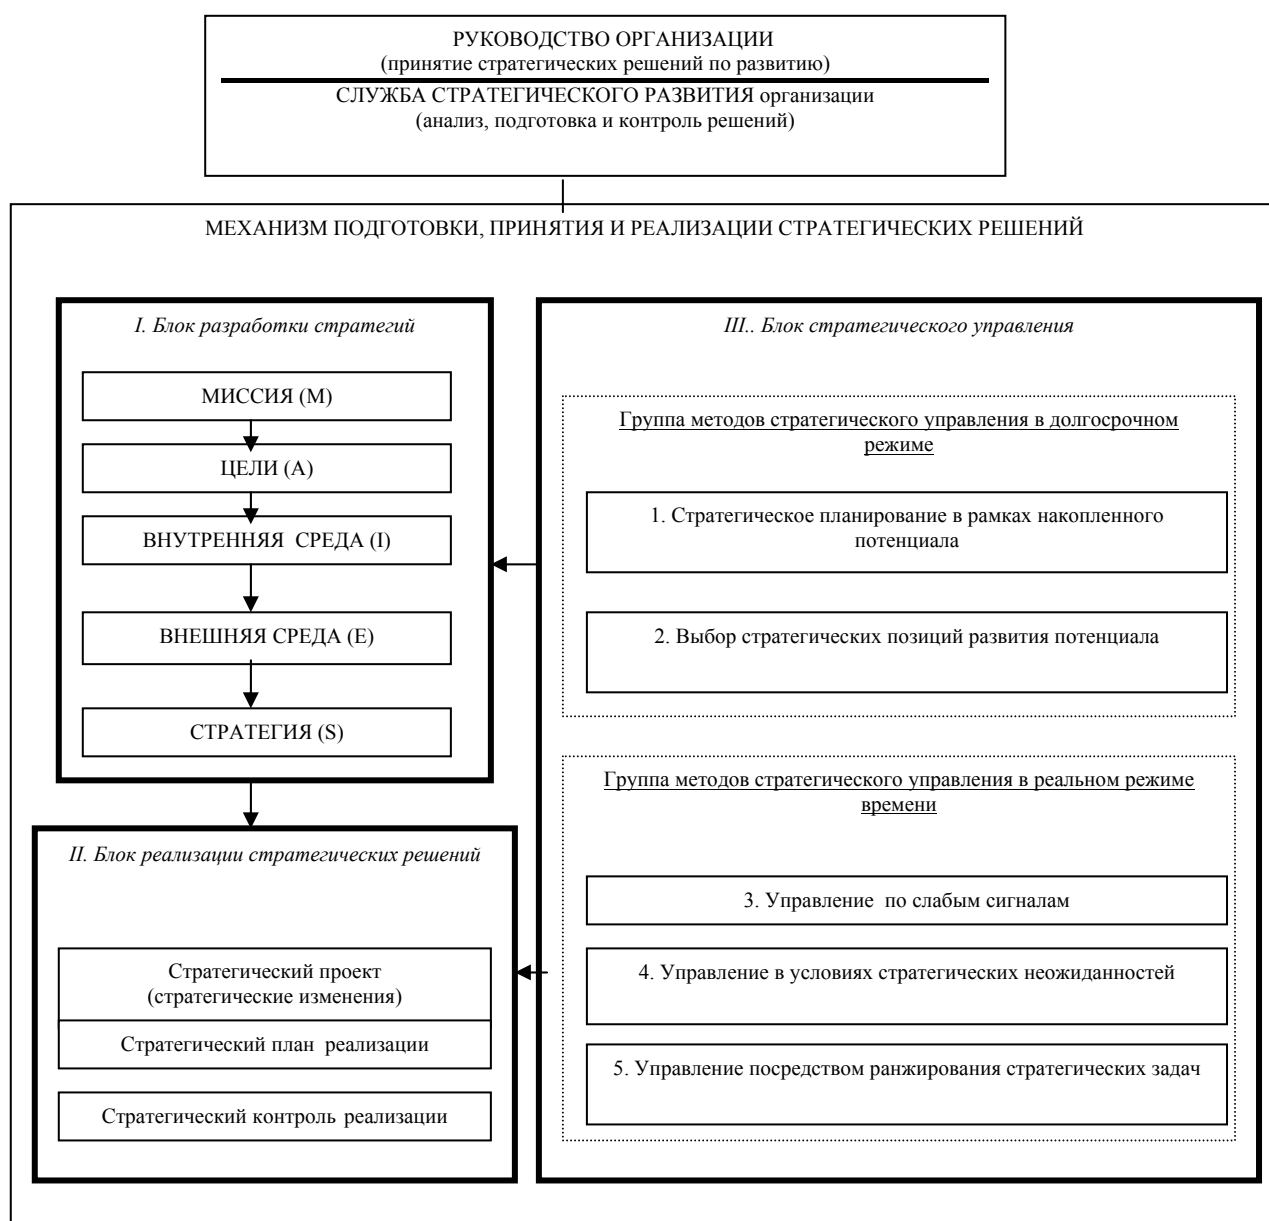 РУКОВОДСТВО ОРГАНИЗАЦИИ
(принятие стратегических решений по развитию)
СЛУЖБА СТРАТЕГИЧЕСКОГО РАЗВИТИЯ организации
(анализ, подготовка и контроль решений)
МЕХАНИЗМ ПОДГОТОВКИ, ПРИНЯТИЯ И РЕАЛИЗАЦИИ СТРАТЕГИЧЕСКИХ РЕШЕНИЙ
I. Блок разработки стратегий
МИССИЯ (M)
ЦЕЛИ (A)
ВНУТРЕННЯЯ СРЕДА (I)
ВНЕШНЯЯ СРЕДА (E)
СТРАТЕГИЯ (S)
II. Блок реализации стратегических решений
Стратегический проект
(стратегические изменения)
Стратегический план реализации
Стратегический контроль реализации
III.. Блок стратегического управления
Группа методов стратегического управления в долгосрочном
режиме
1. Стратегическое планирование в рамках накопленного
потенциала
2. Выбор стратегических позиций развития потенциала
Группа методов стратегического управления в реальном режиме
времени
3. Управление по слабым сигналам
4. Управление в условиях стратегических неожиданностей
5. Управление посредством ранжирования стратегических задач